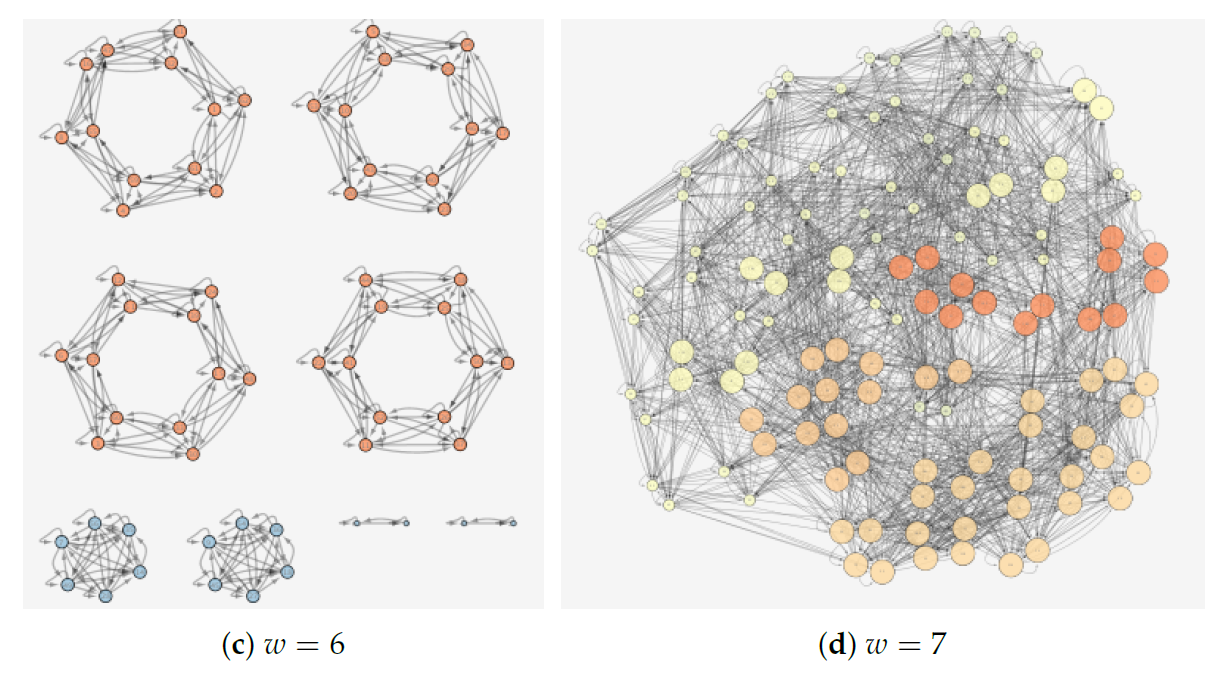 (c) w = 6
(d) w = 7